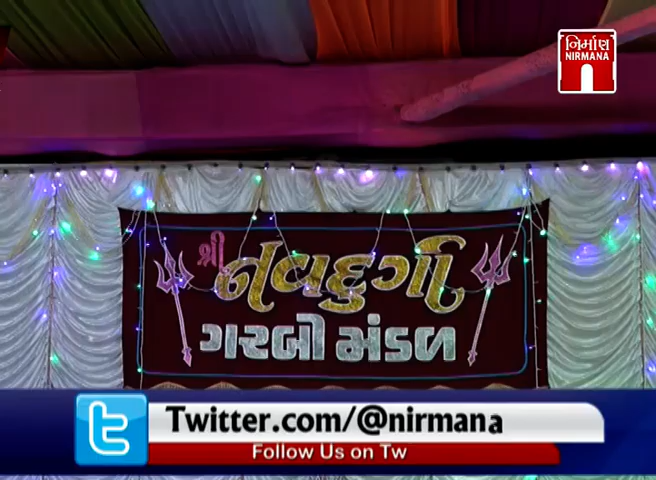 નિર્માણ
NIRMANA
શ્રી નવદુર્ગા
ગરબી મંડળ
Twitter.com/@nirmana
Follow Us on Tw